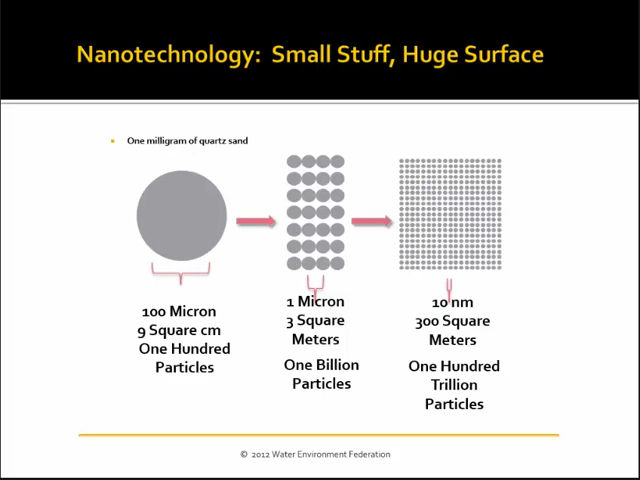 Nanotechnology: Small Stuff, Huge Surface
One milligram of quartz sand
100 Micron
9 Square cm
One Hundred
Particles
1 Micron
3 Square
Meters
One Billion
Particles
10 nm
300 Square
Meters
One Hundred
Trillion
Particles
© 2012 Water Environment Federation